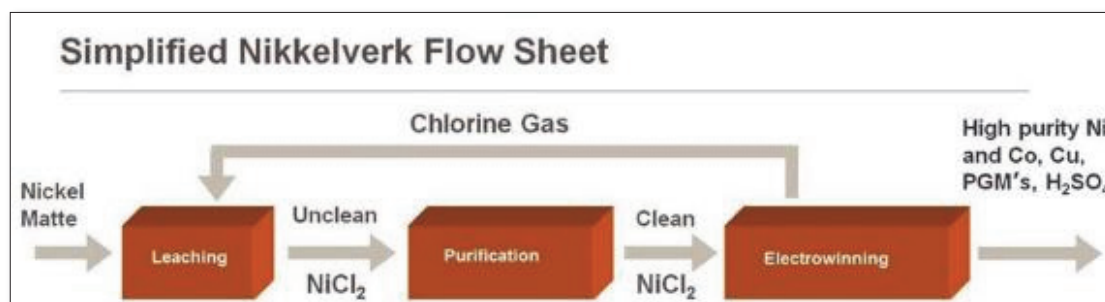 Simplified Nikkelverk Flow Sheet
Chlorine Gas
High purity Ni
and Co, Cu,
PGM's, H₂SO₄
Nickel
Matte
Unclean
Clean
Leaching
Purification
Electrowinning
NiCl₂
NiCl₂